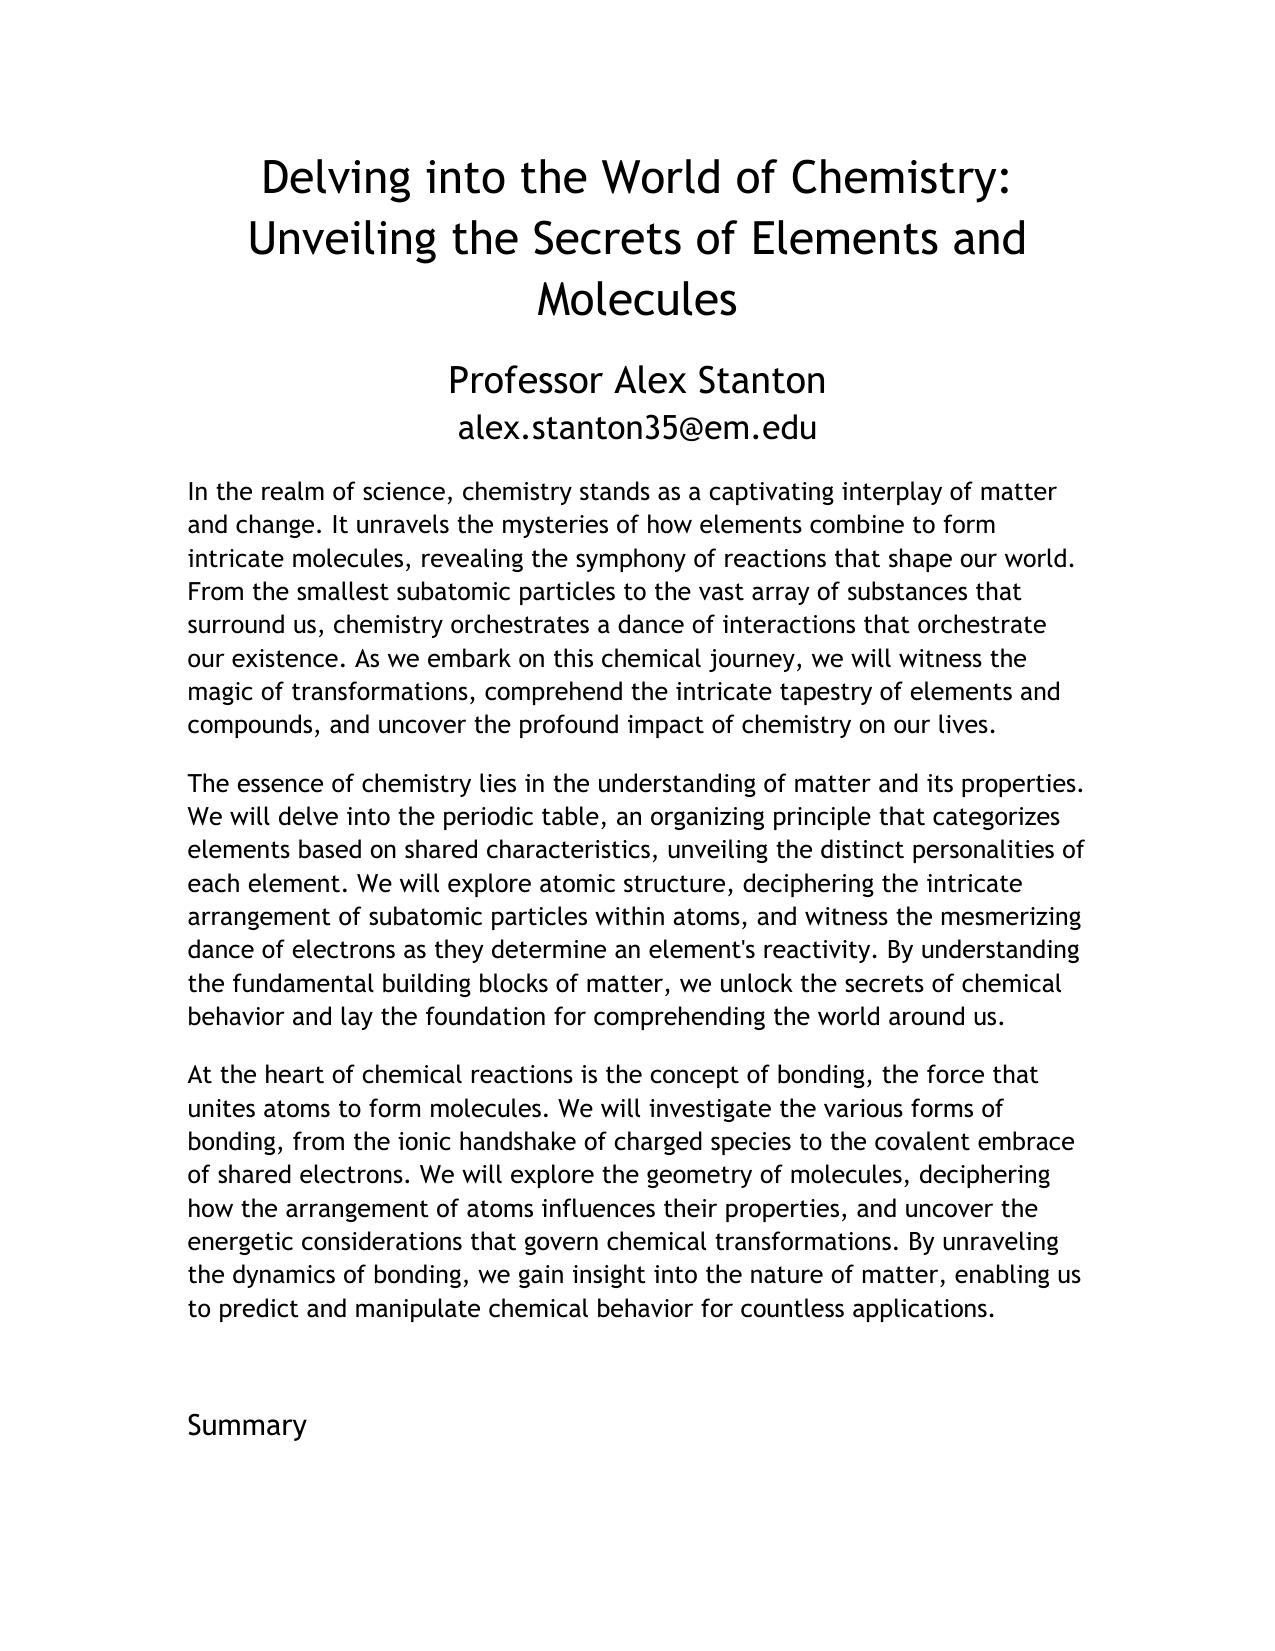 Delving into the World of Chemistry:
Unveiling the Secrets of Elements and
Molecules
Professor Alex Stanton
alex.stanton35@em.edu
In the realm of science, chemistry stands as a captivating interplay of matter
and change. It unravels the mysteries of how elements combine to form
intricate molecules, revealing the symphony of reactions that shape our world.
From the smallest subatomic particles to the vast array of substances that
surround us, chemistry orchestrates a dance of interactions that orchestrate
our existence. As we embark on this chemical journey, we will witness the
magic of transformations, comprehend the intricate tapestry of elements and
compounds, and uncover the profound impact of chemistry on our lives.
The essence of chemistry lies in the understanding of matter and its properties.
We will delve into the periodic table, an organizing principle that categorizes
elements based on shared characteristics, unveiling the distinct personalities of
each element. We will explore atomic structure, deciphering the intricate
arrangement of subatomic particles within atoms, and witness the mesmerizing
dance of electrons as they determine an element's reactivity. By understanding
the fundamental building blocks of matter, we unlock the secrets of chemical
behavior and lay the foundation for comprehending the world around us.
At the heart of chemical reactions is the concept of bonding, the force that
unites atoms to form molecules. We will investigate the various forms of
bonding, from the ionic handshake of charged species to the covalent embrace
of shared electrons. We will explore the geometry of molecules, deciphering
how the arrangement of atoms influences their properties, and uncover the
energetic considerations that govern chemical transformations. By unraveling
the dynamics of bonding, we gain insight into the nature of matter, enabling us
to predict and manipulate chemical behavior for countless applications.
Summary